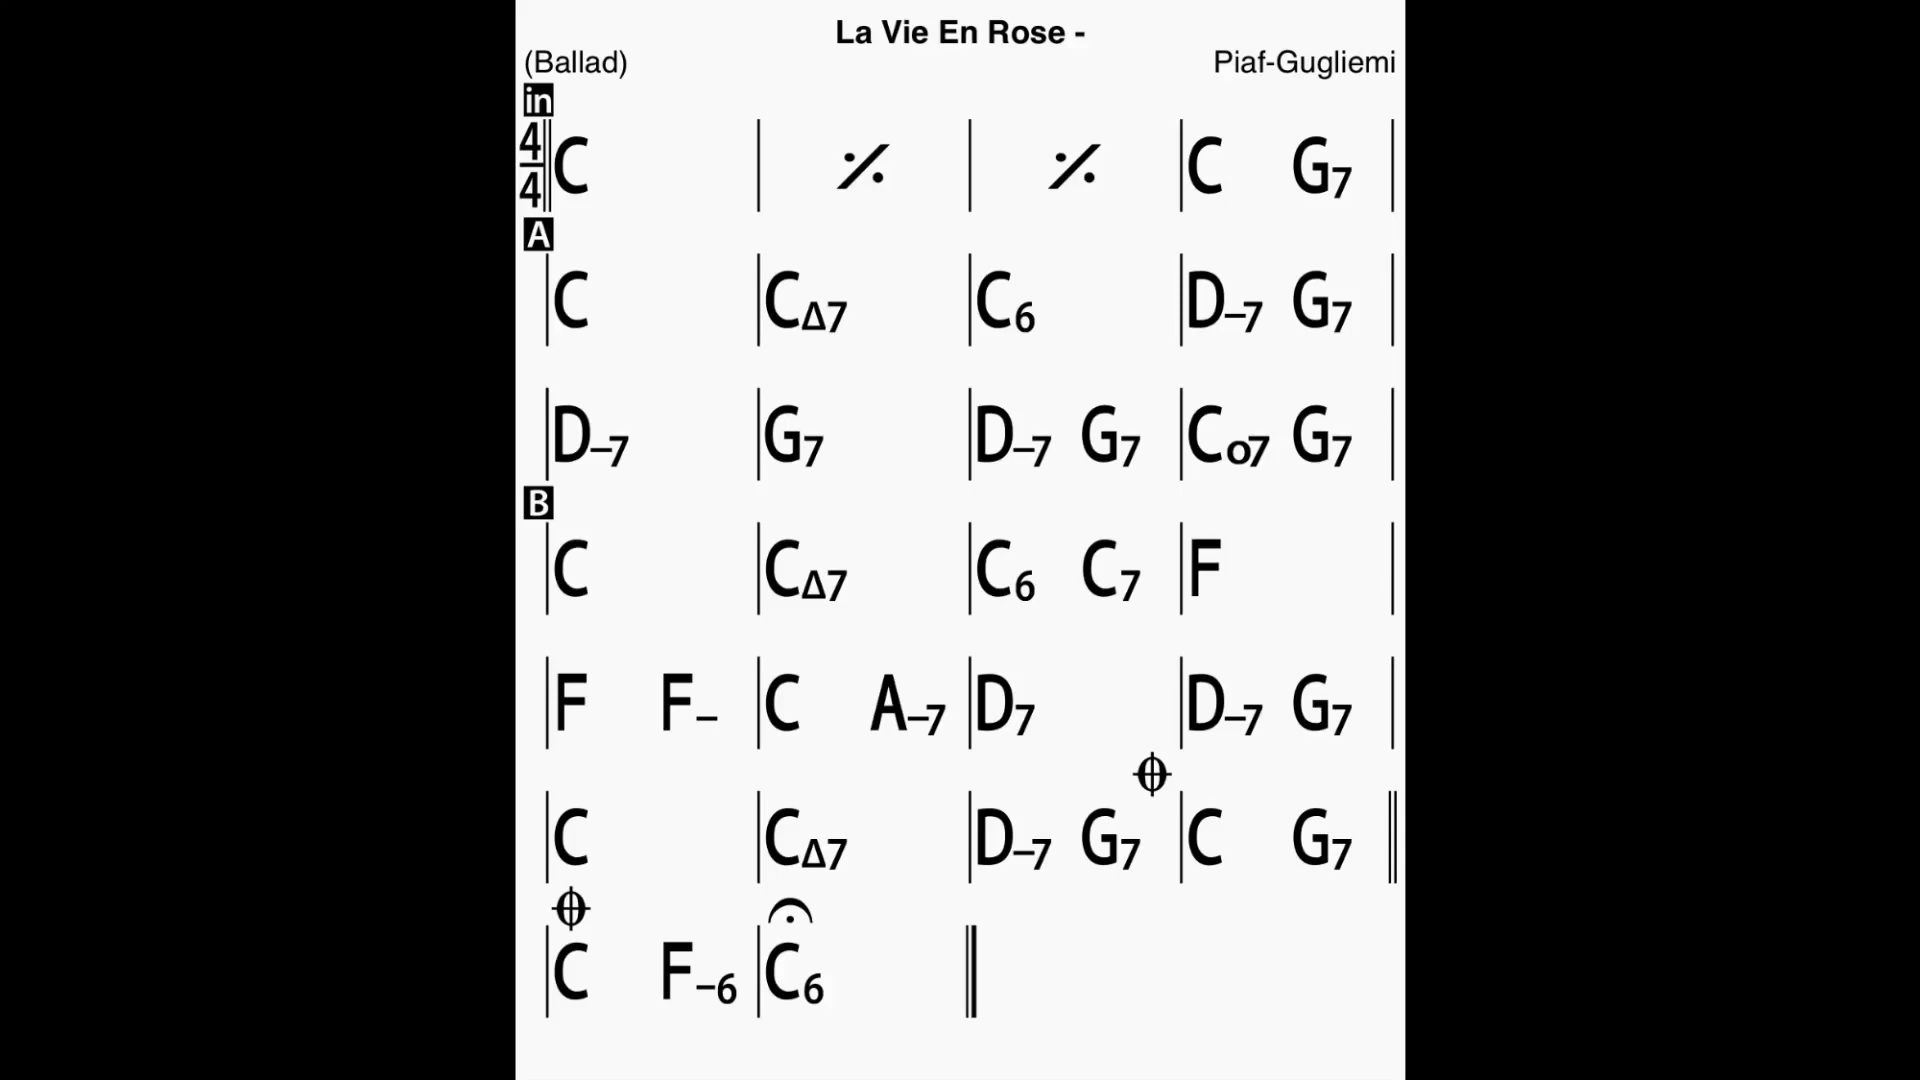 La Vie En Rose -
(Ballad) Piaf-Gugliemi
in
4/4 C | 𝄎 | 𝄎 | C G7 |
A
| C | CΔ7 | C6 | D–7 G7 |
| D–7 | G7 | D–7 G7 | Co7 G7 |
B
| C | CΔ7 | C6 C7 | F |
| F F– | C A–7 | D7 | D–7 G7 |
| C | CΔ7 | D–7 G7 | C G7 ||
| C F–6 | C6 ||